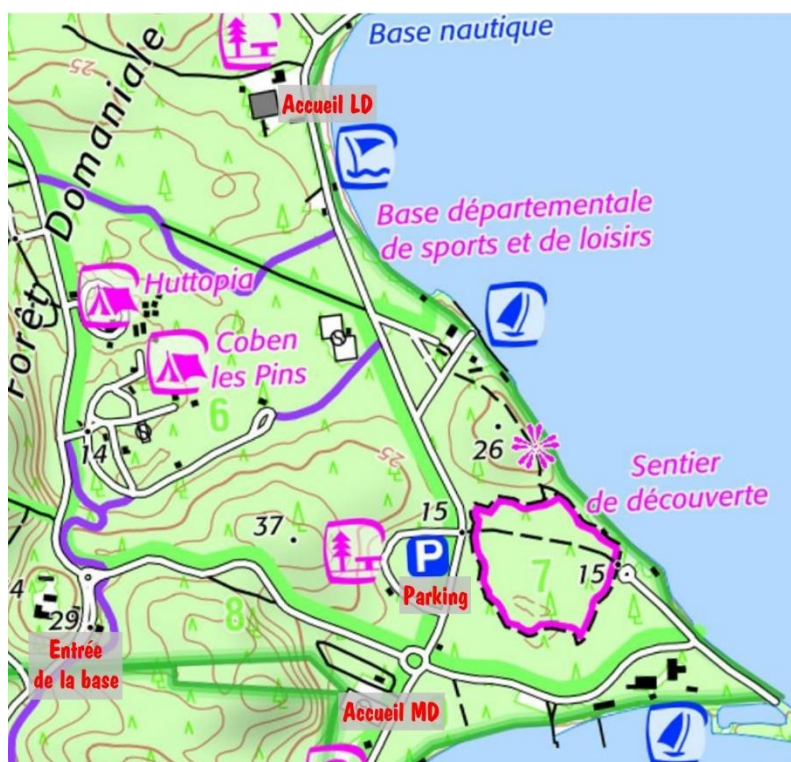 Base nautique
25
Accueil LD
Forêt Domaniale
Base départementale
de sports et de loisirs
Huttopia
Coben
les Pins
6
14
26
25
Sentier
de découverte
15
37
P
7
15
Parking
4
8
29
Entrée
de la base
Accueil MD